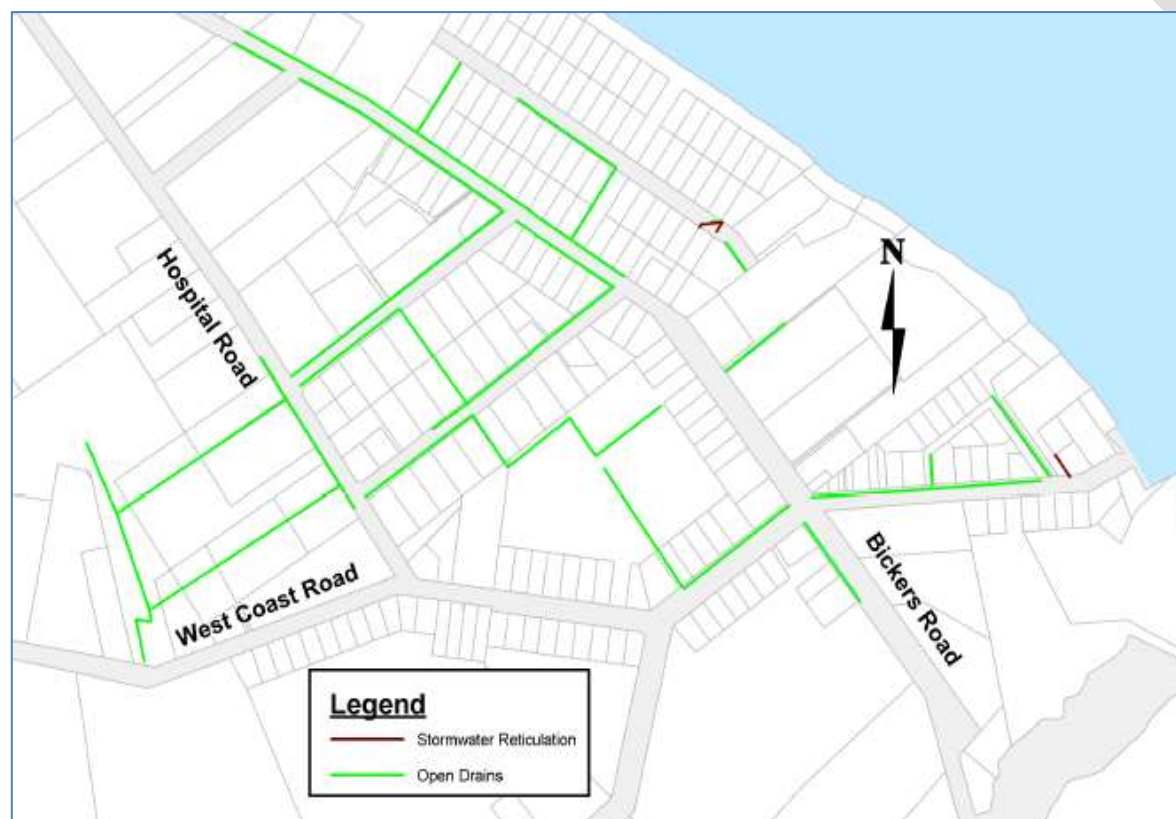 N
Hospital Road
West Coast Road
Bickers Road
Legend
Stormwater Reticulation
Open Drains